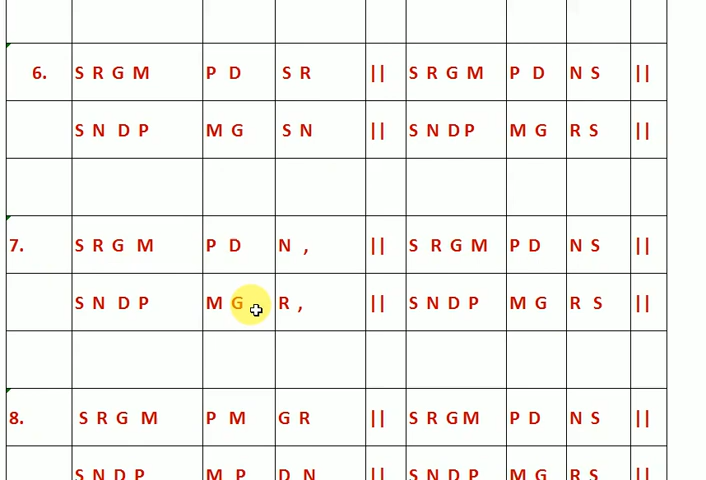 6. S R G M P D S R || S R G M P D N S ||
S N D P M G S N || S N D P M G R S ||
7. S R G M P D N , || S R G M P D N S ||
S N D P M G R , || S N D P M G R S ||
8. S R G M P M G R || S R G M P D N S ||
S N D P M P D N || S N D P M G R S ||